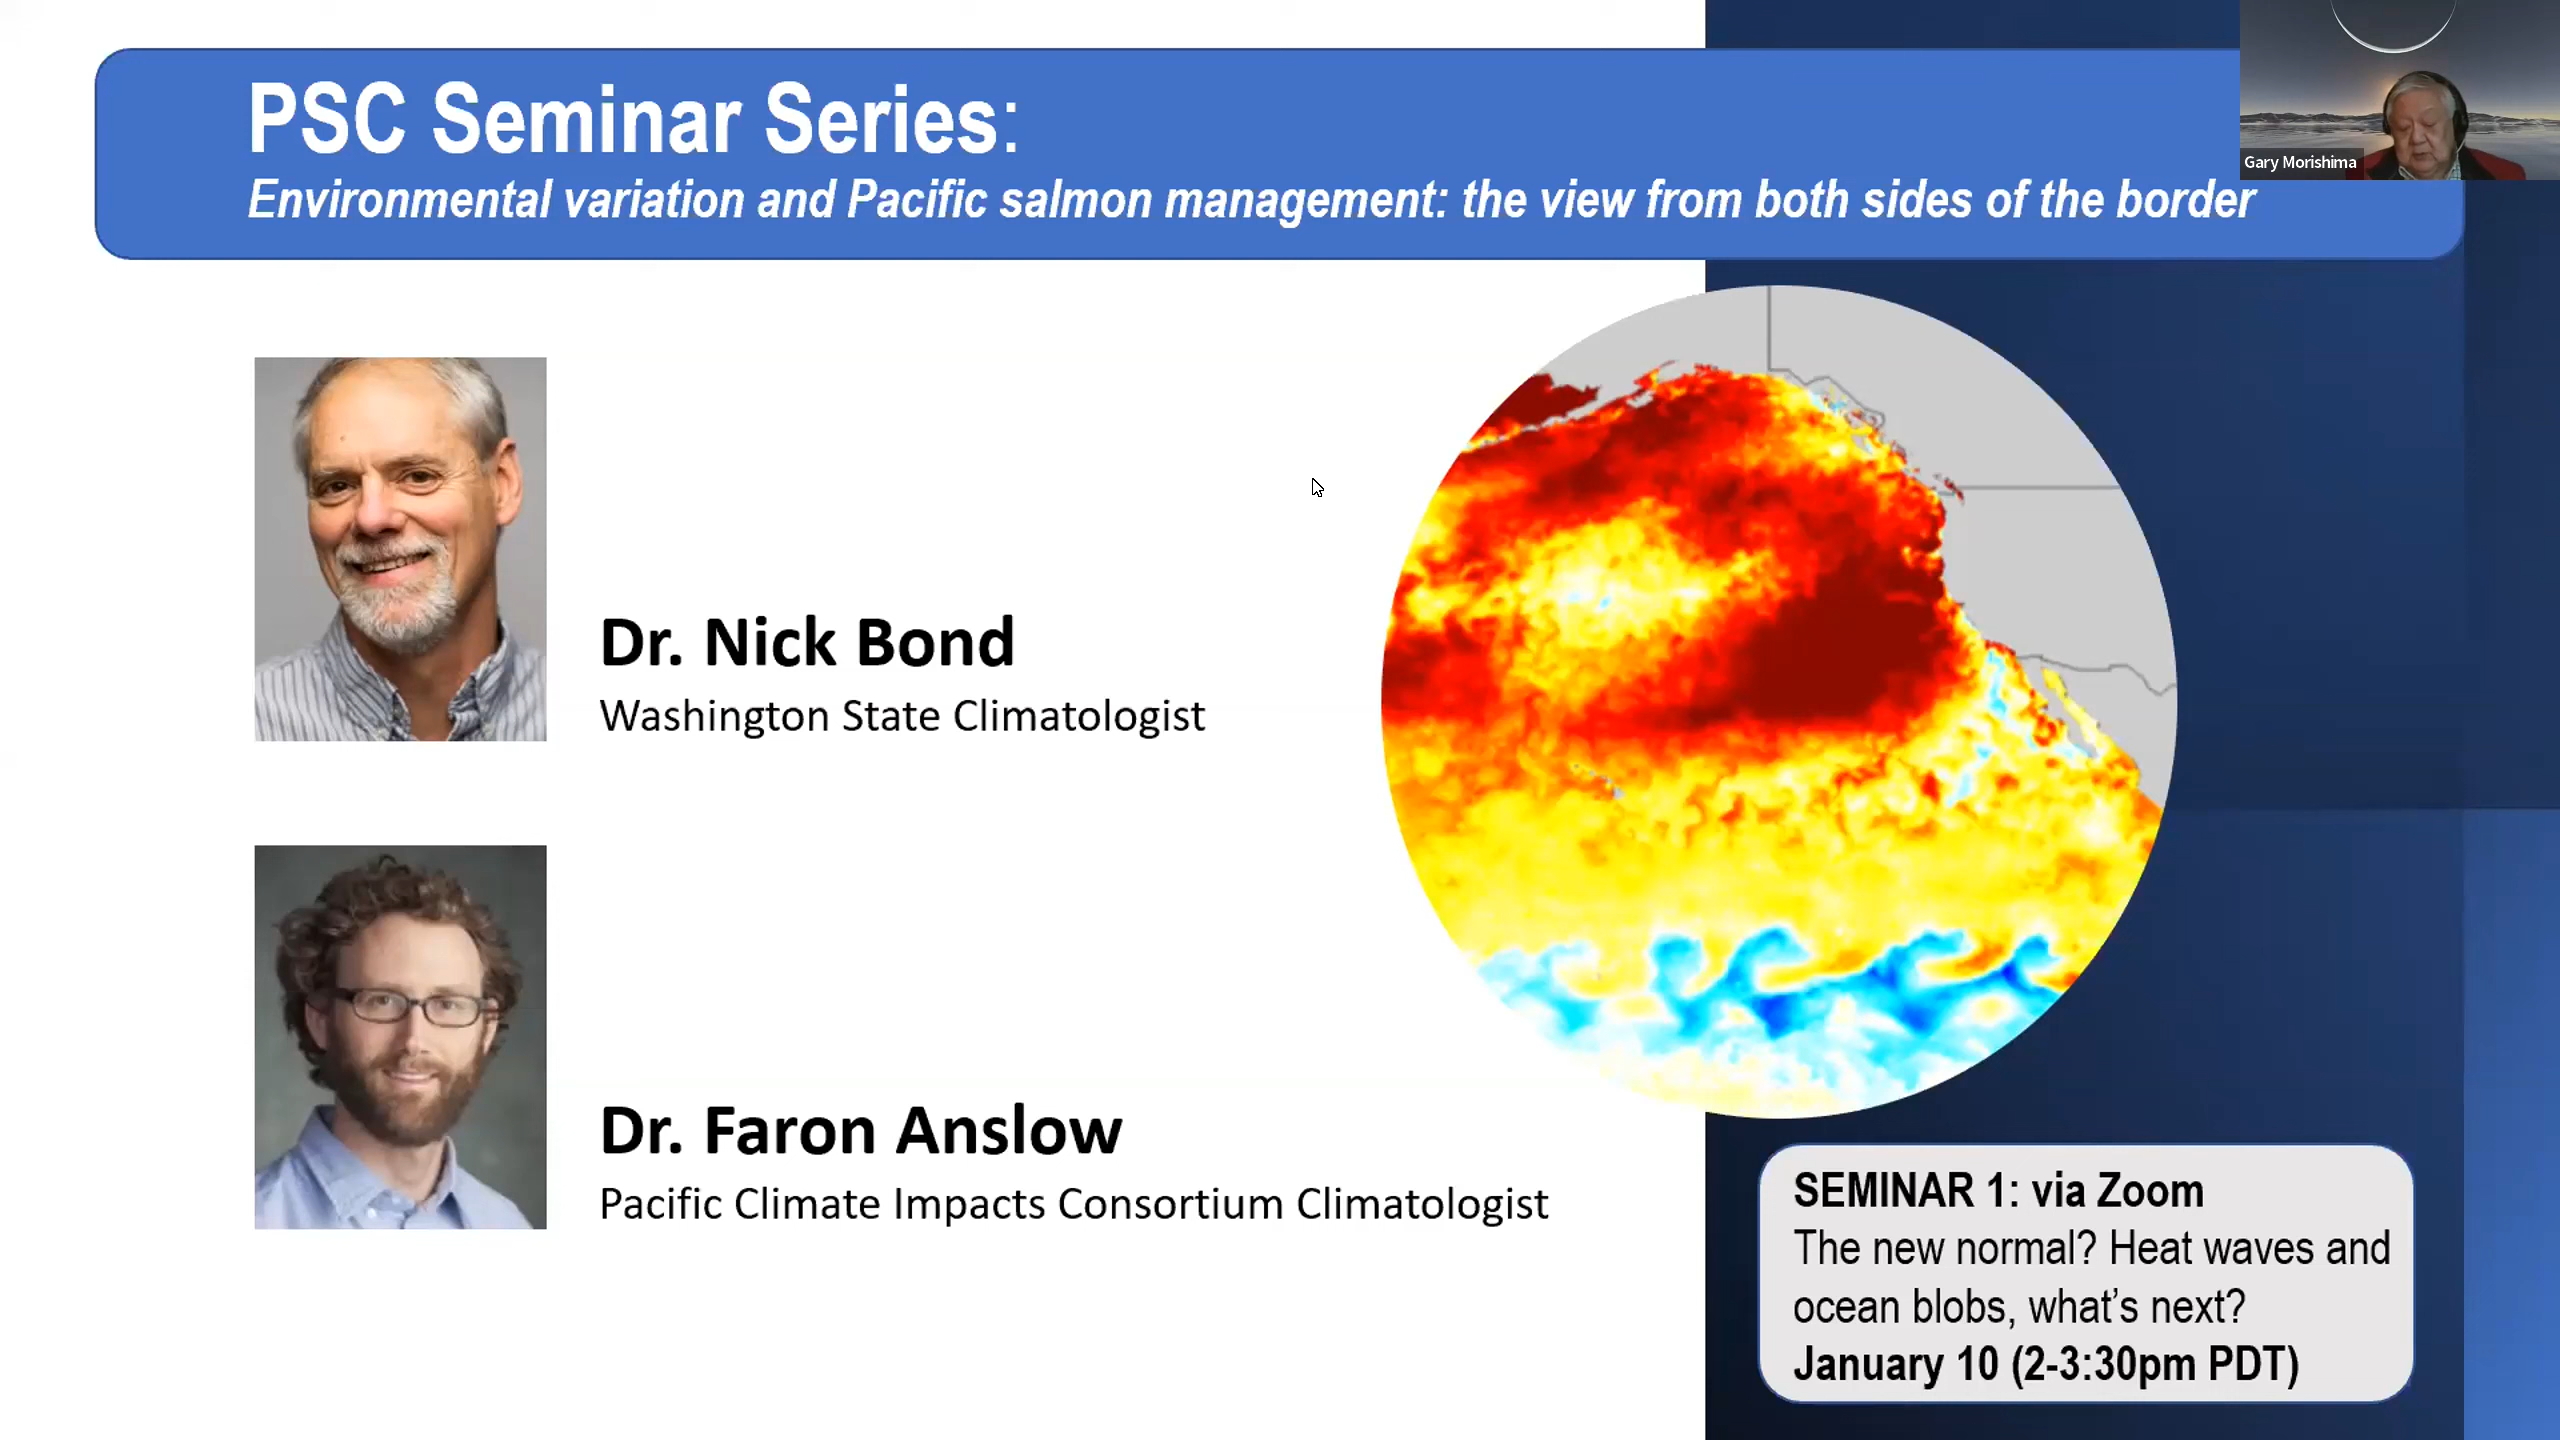 PSC Seminar Series:
Environmental variation and Pacific salmon management: the view from both sides of the border
Gary Morishima
Dr. Nick Bond
Washington State Climatologist
Dr. Faron Anslow
Pacific Climate Impacts Consortium Climatologist
SEMINAR 1: via Zoom
The new normal? Heat waves and
ocean blobs, what's next?
January 10 (2-3:30pm PDT)